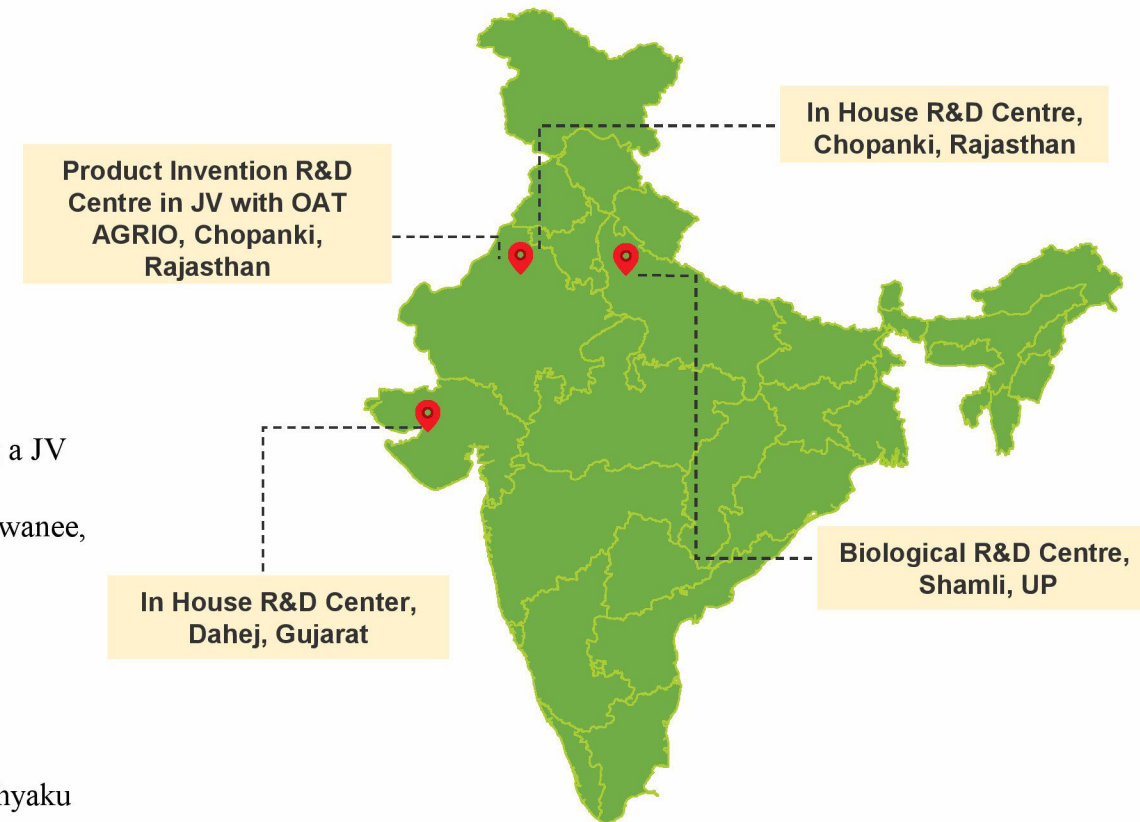 In House R&D Centre,
Chopanki, Rajasthan
Product Invention R&D
Centre in JV with OAT
AGRIO, Chopanki,
Rajasthan
a JV
wanee,
Biological R&D Centre,
Shamli, UP
In House R&D Center,
Dahej, Gujarat
hyaku